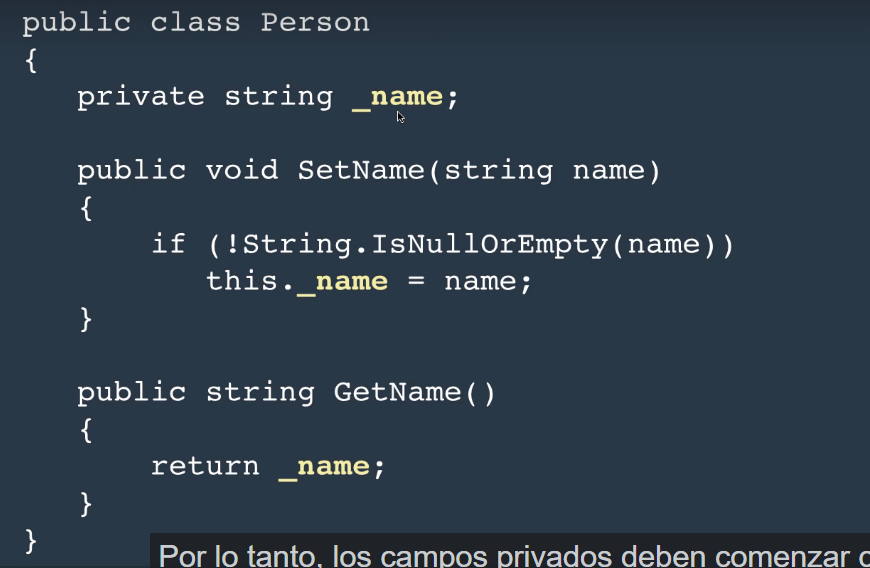 public class Person
{
private string _name;
public void SetName(string name)
{
if (!String.IsNullOrEmpty(name))
this._name = name;
}
public string GetName()
{
return _name;
}
}
Por lo tanto, los campos privados deben comenzar